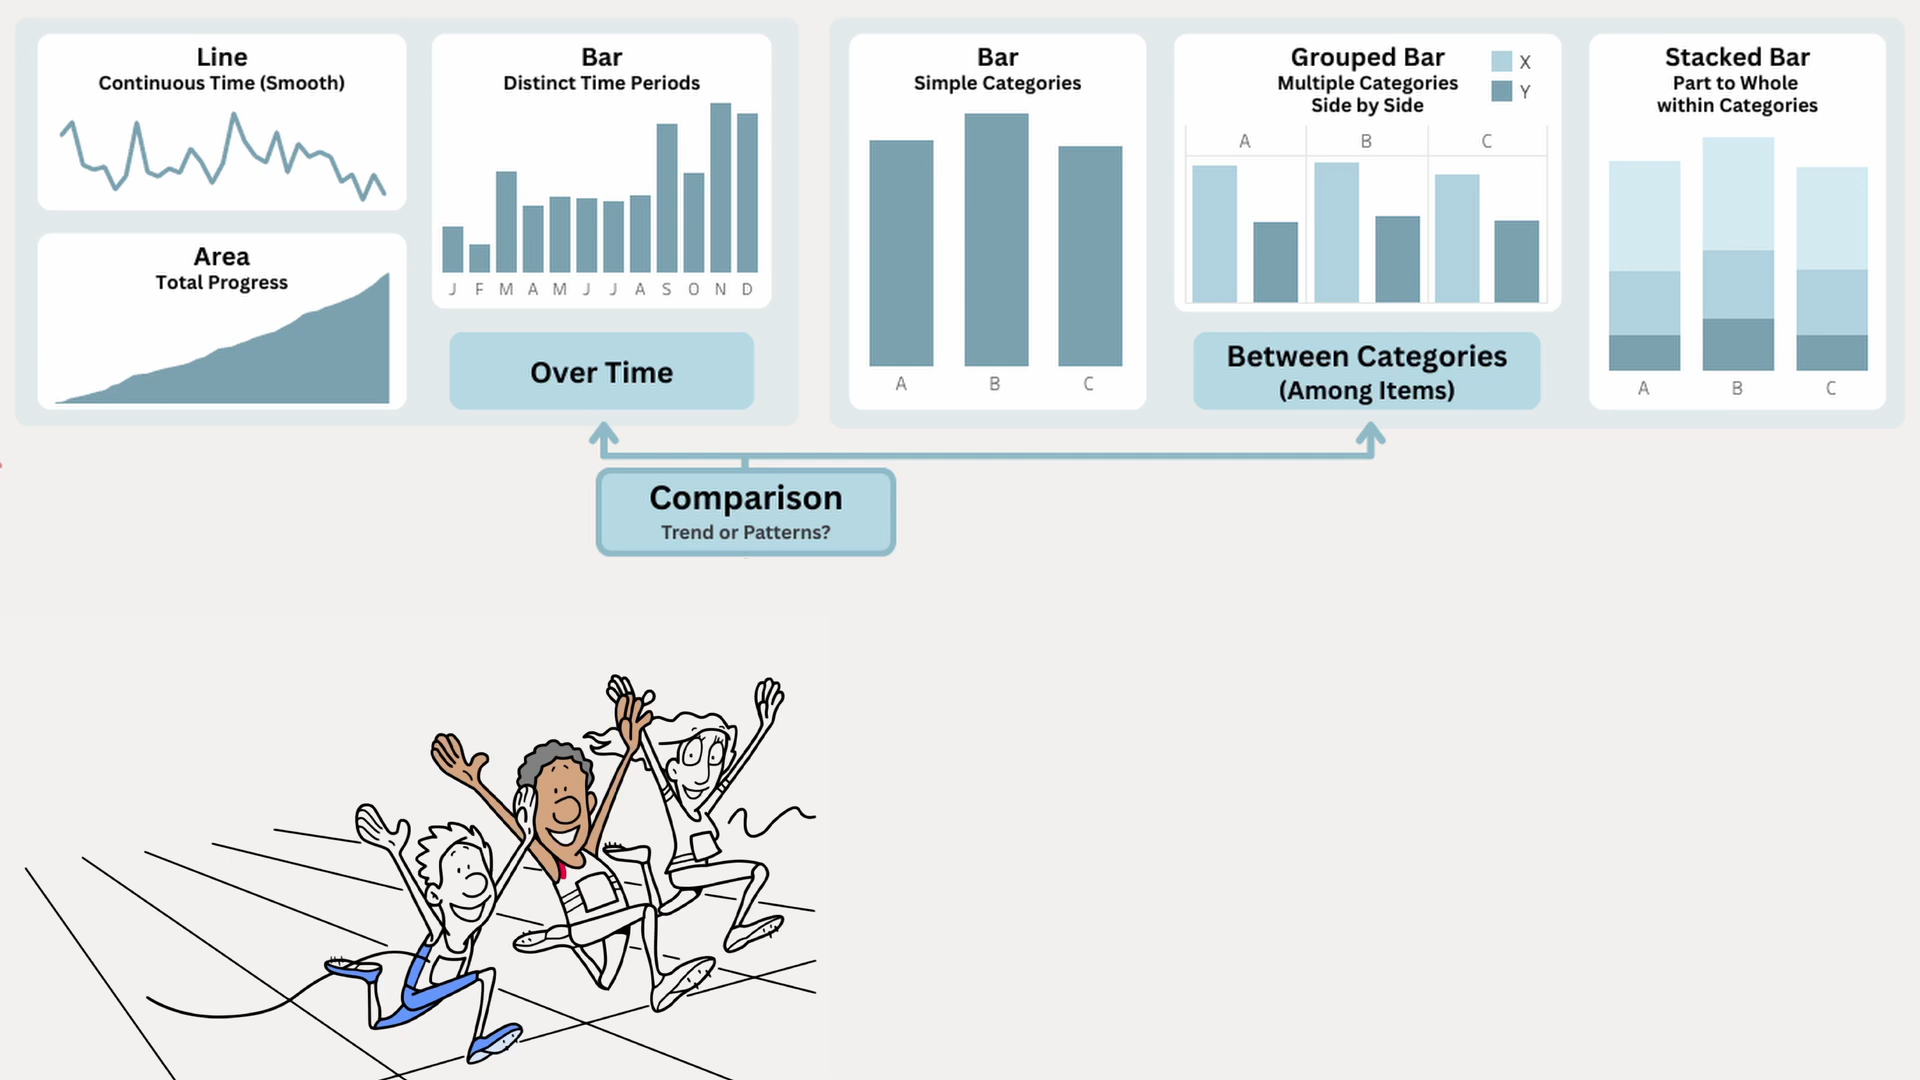 Line
Continuous Time (Smooth)
Area
Total Progress
Bar
Distinct Time Periods
J F M A M J J A S O N D
Over Time
Bar
Simple Categories
A B C
Grouped Bar
Multiple Categories
Side by Side
X
Y
A B C
Between Categories
(Among Items)
Stacked Bar
Part to Whole
within Categories
A B C
Comparison
Trend or Patterns?